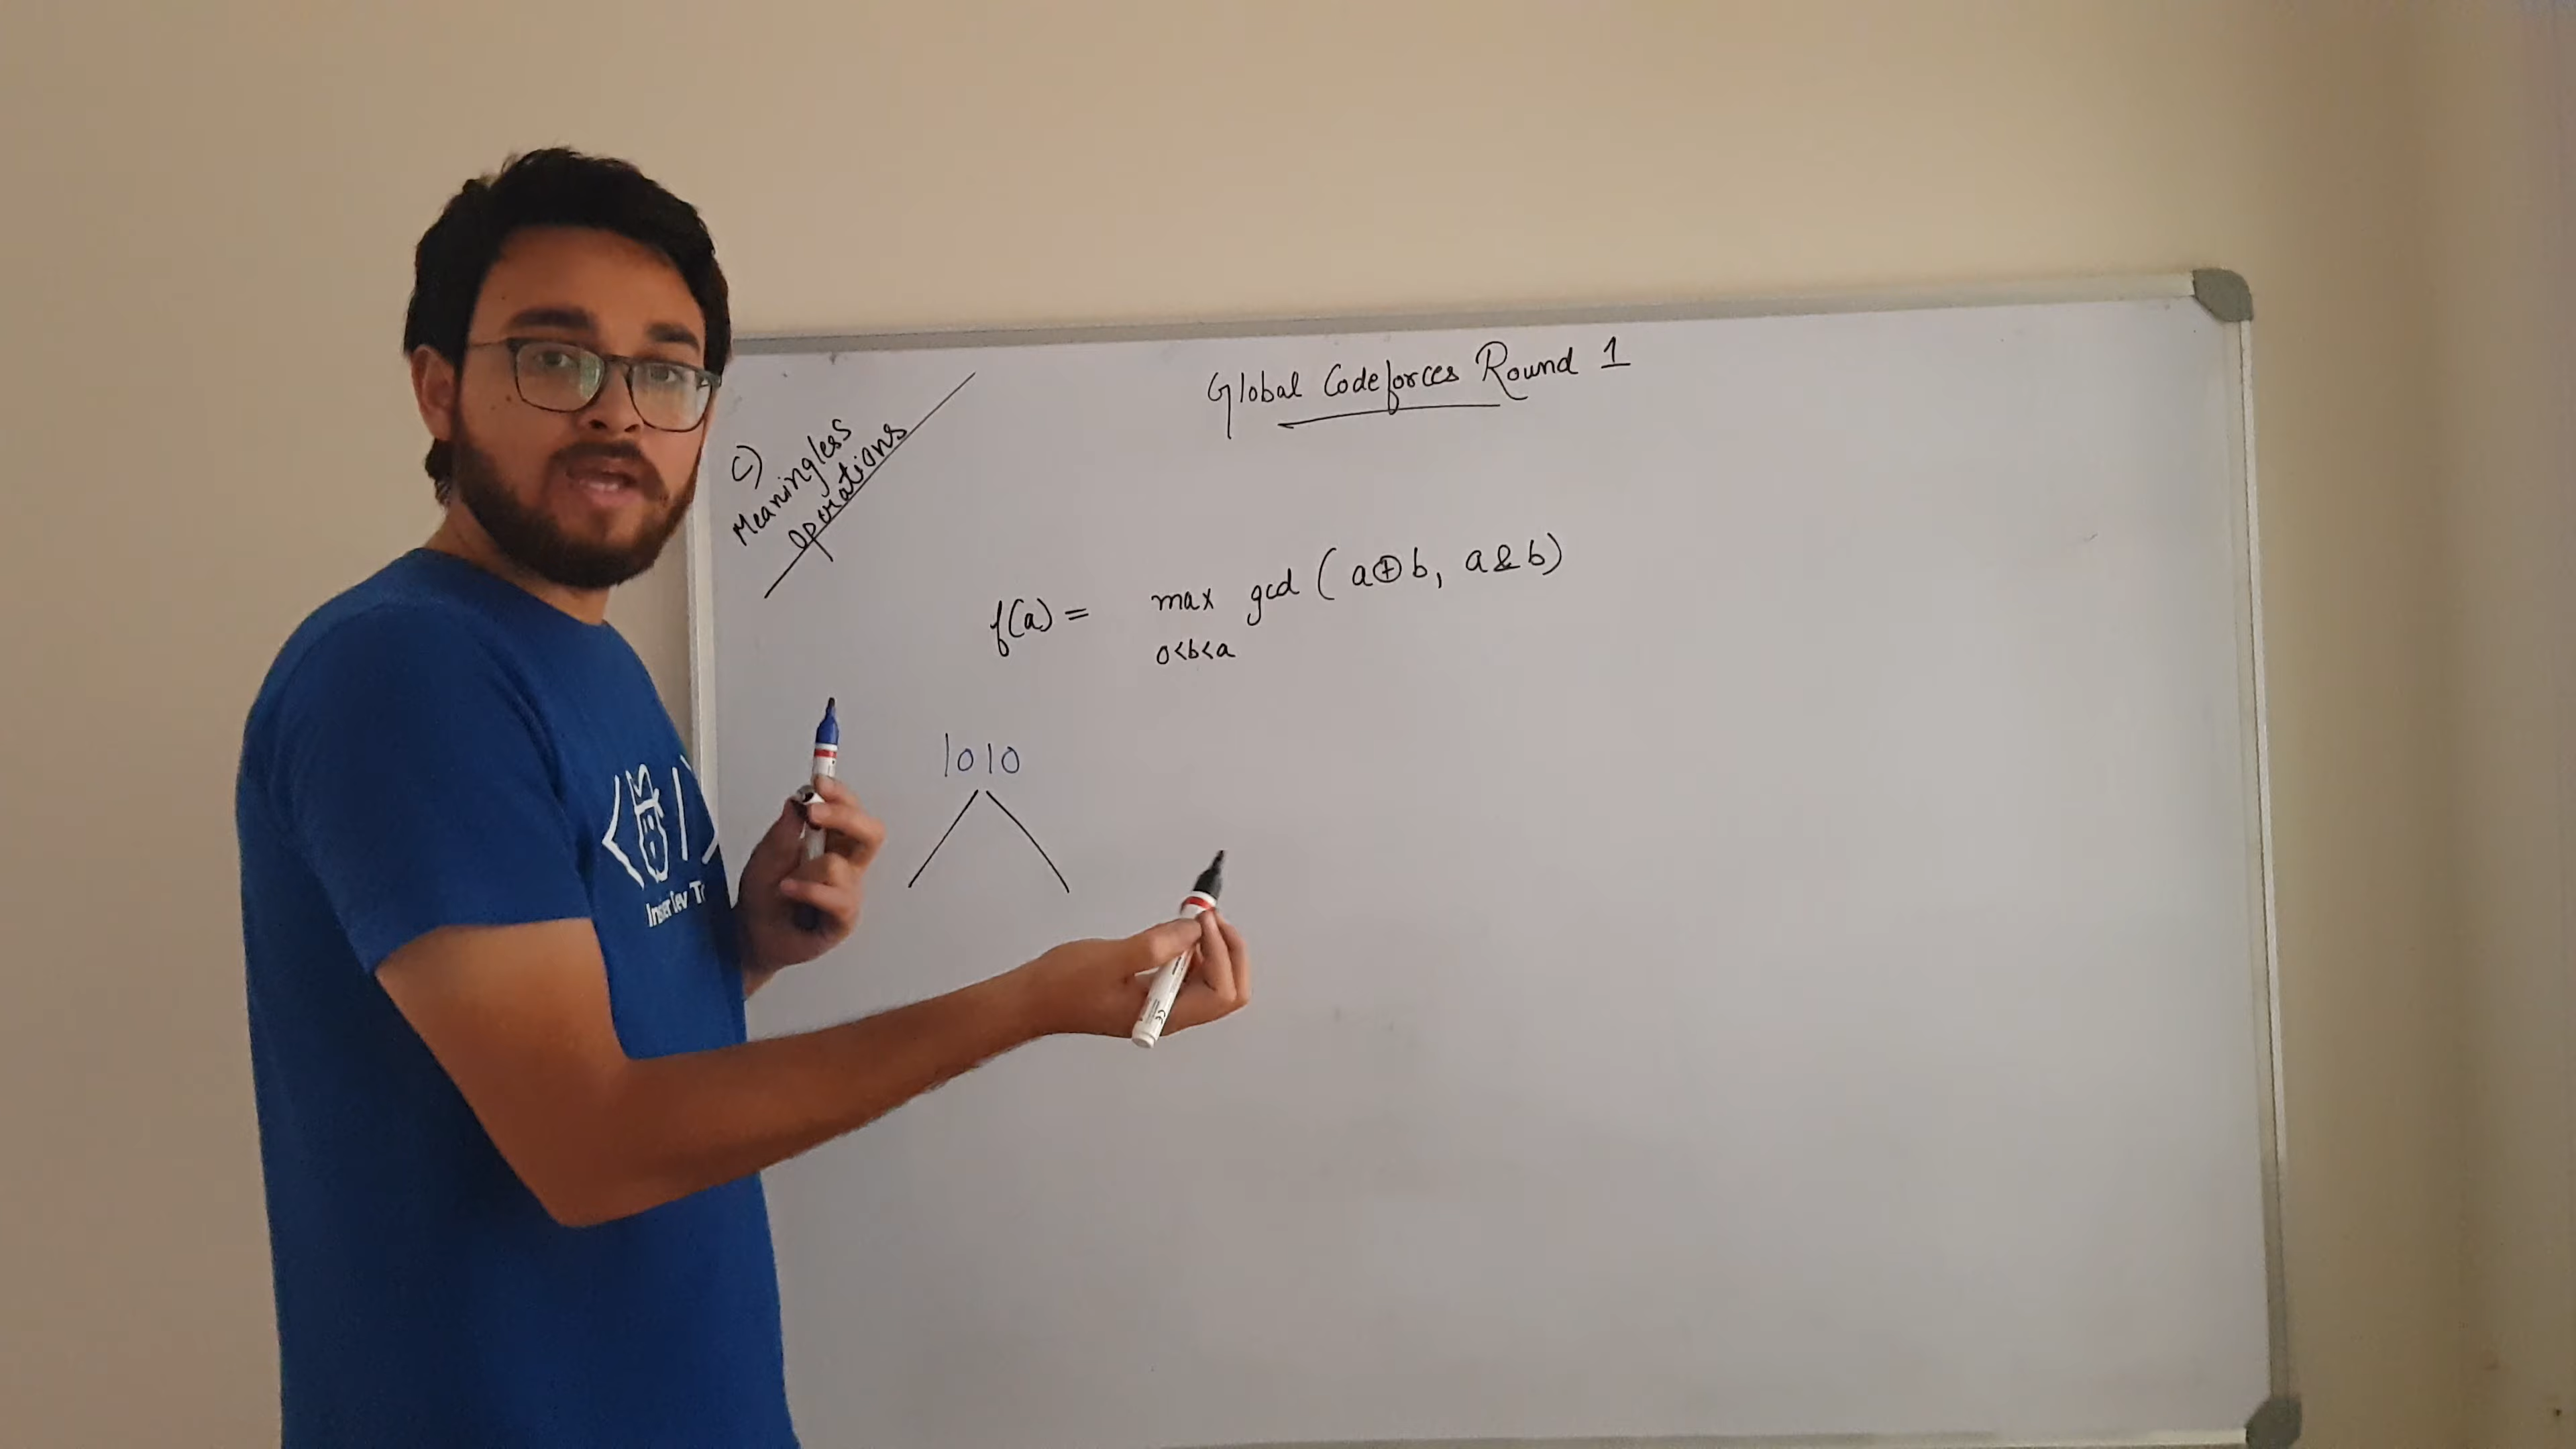 Global Codeforces Round 1
c)
Meaningless
operations
f(a) = max gcd (a⊕b, a&b)
0<b<a
1010